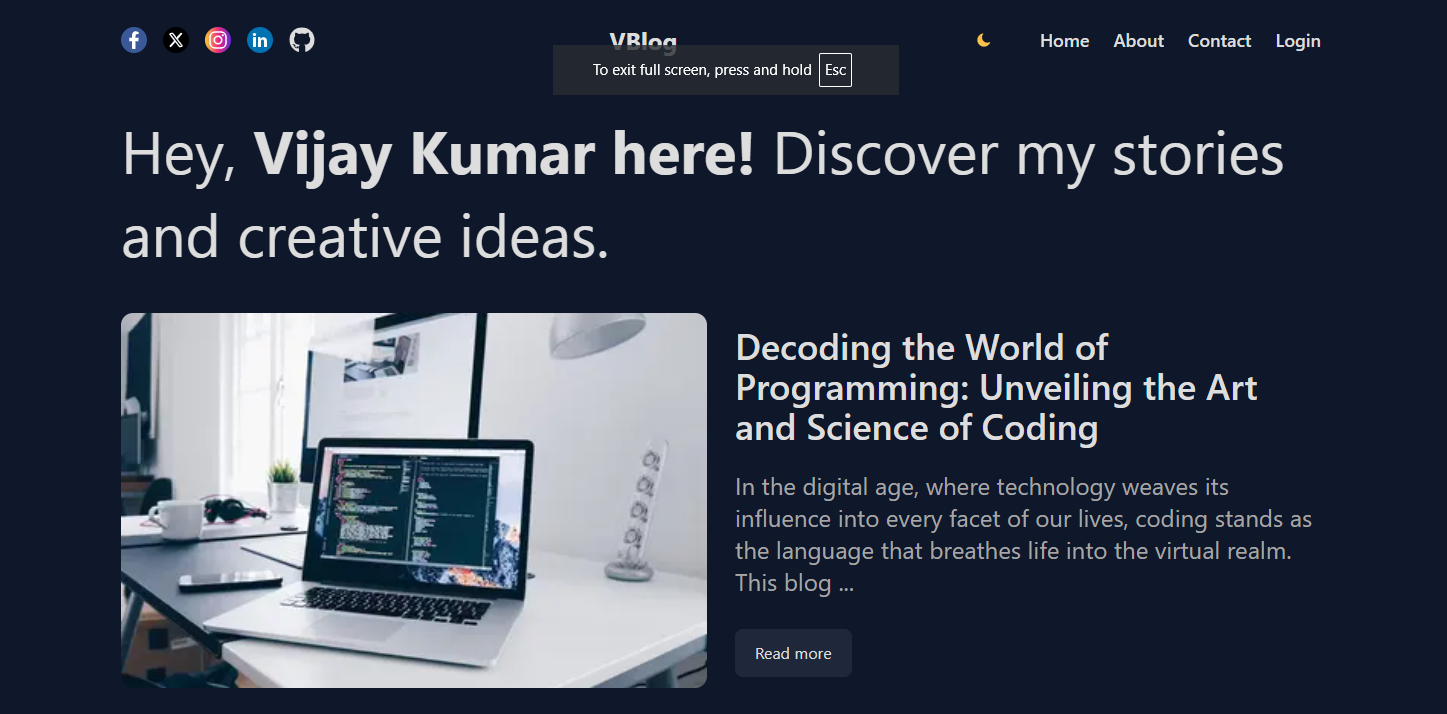 VBlog
Home About Contact Login
To exit full screen, press and hold Esc
Hey, Vijay Kumar here! Discover my stories
and creative ideas.
Decoding the World of
Programming: Unveiling the Art
and Science of Coding
In the digital age, where technology weaves its
influence into every facet of our lives, coding stands as
the language that breathes life into the virtual realm.
This blog ...
Read more